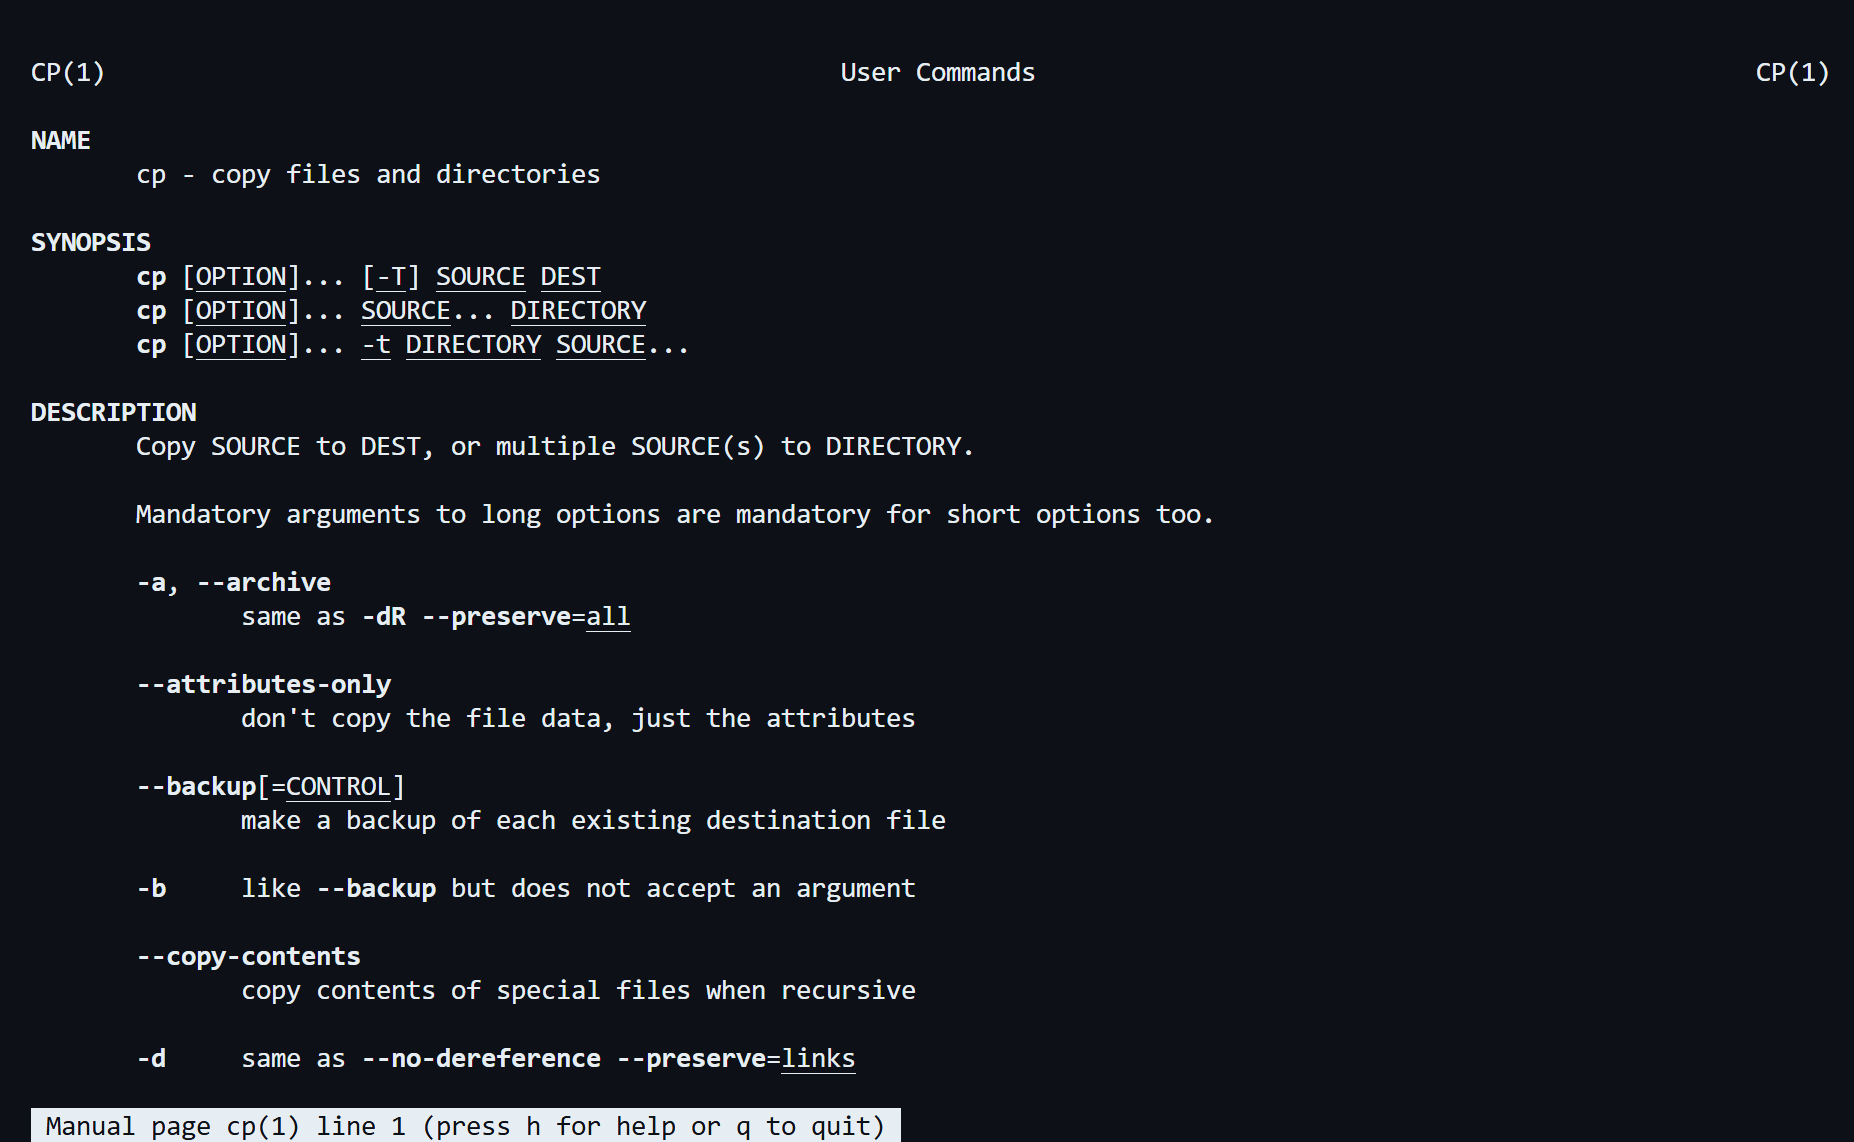 CP(1) User Commands CP(1)
NAME
cp - copy files and directories
SYNOPSIS
cp [OPTION]... [-T] SOURCE DEST
cp [OPTION]... SOURCE... DIRECTORY
cp [OPTION]... -t DIRECTORY SOURCE...
DESCRIPTION
Copy SOURCE to DEST, or multiple SOURCE(s) to DIRECTORY.
Mandatory arguments to long options are mandatory for short options too.
-a, --archive
same as -dR --preserve=all
--attributes-only
don't copy the file data, just the attributes
--backup[=CONTROL]
make a backup of each existing destination file
-b like --backup but does not accept an argument
--copy-contents
copy contents of special files when recursive
-d same as --no-dereference --preserve=links
Manual page cp(1) line 1 (press h for help or q to quit)